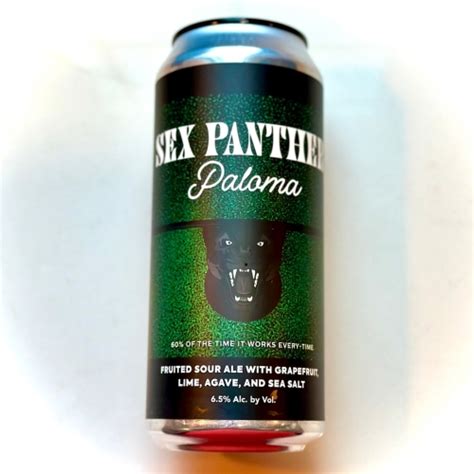 SEX PANTHER
Paloma
60% OF THE TIME IT WORKS EVERY-TIME
FRUITED SOUR ALE WITH GRAPEFRUIT,
LIME, AGAVE, AND SEA SALT
6.5% Alc. by Vol.